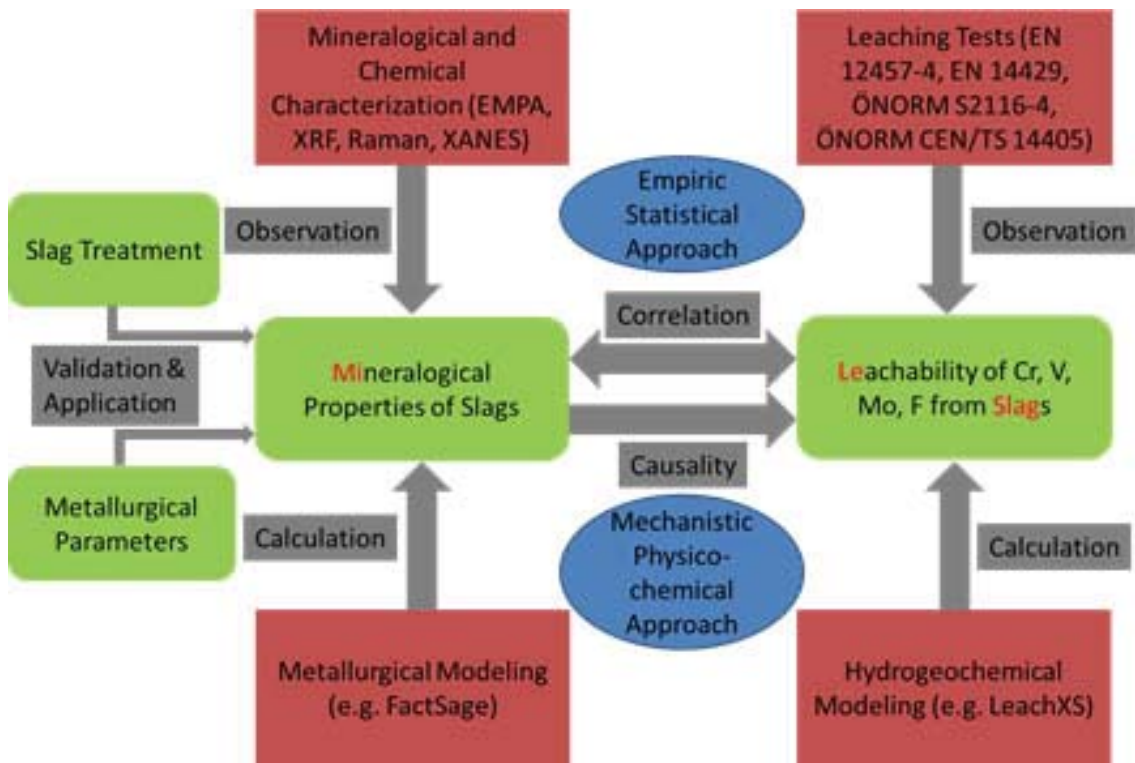 Mineralogical and
Chemical
Characterization (EMPA,
XRF, Raman, XANES)
Leaching Tests (EN
12457-4, EN 14429,
ÖNORM S2116-4,
ÖNORM CEN/TS 14405)
Empiric
Statistical
Approach
Observation
Observation
Slag Treatment
Correlation
Validation &
Application
Mineralogical
Properties of Slags
Leachability of Cr, V,
Mo, F from Slags
Causality
Metallurgical
Parameters
Calculation
Mechanistic
Physico-
chemical
Approach
Calculation
Metallurgical Modeling
(e.g. FactSage)
Hydrogeochemical
Modeling (e.g. LeachXS)